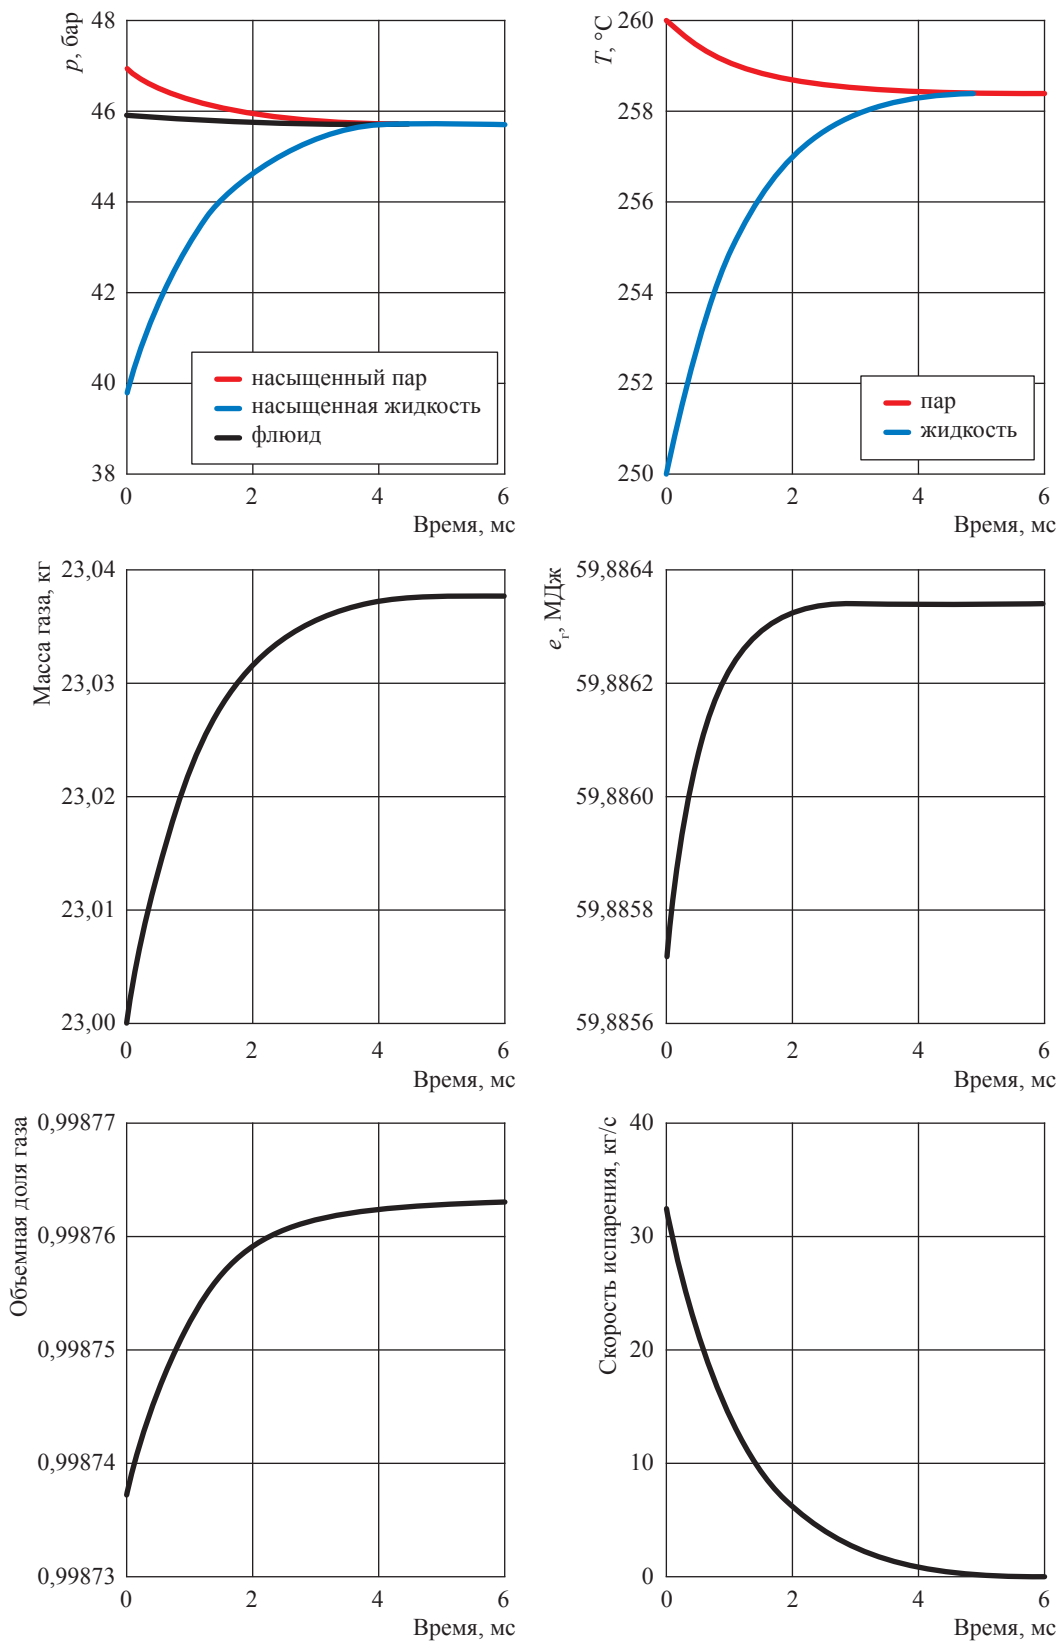 p, бар
48
46
44
42
40
38
насыщенный пар
насыщенная жидкость
флюид
0 2 4 6
Время, мс
T, °C
260
258
256
254
252
250
пар
жидкость
0 2 4 6
Время, мс
Масса газа, кг
23,04
23,03
23,02
23,01
23,00
0 2 4 6
Время, мс
eг, МДж
59,8864
59,8862
59,8860
59,8858
59,8856
0 2 4 6
Время, мс
Объемная доля газа
0,99877
0,99876
0,99875
0,99874
0,99873
0 2 4 6
Время, мс
Скорость испарения, кг/с
40
30
20
10
0
0 2 4 6
Время, мс